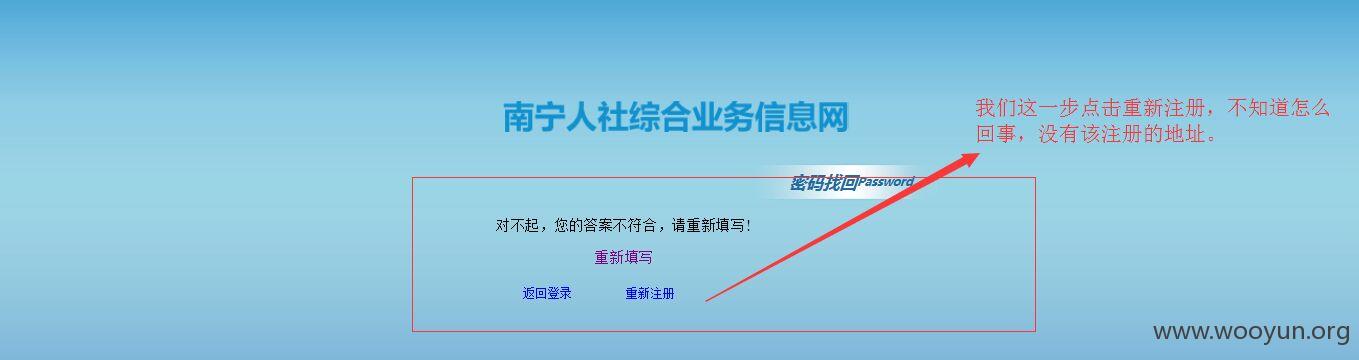 南宁人社综合业务信息网
我们这一步点击重新注册，不知道怎么
回事，没有该注册的地址。
密码找回Password
对不起，您的答案不符合，请重新填写！
重新填写
返回登录 重新注册
www.wooyun.org